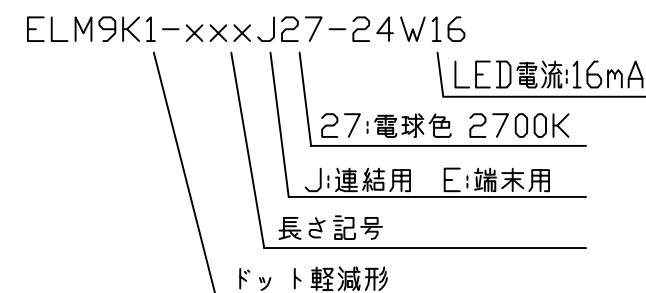 ELM9K1-xxxJ27-24W16
LED電流:16mA
27:電球色 2700K
J:連結用 E:端末用
長さ記号
ドット軽減形